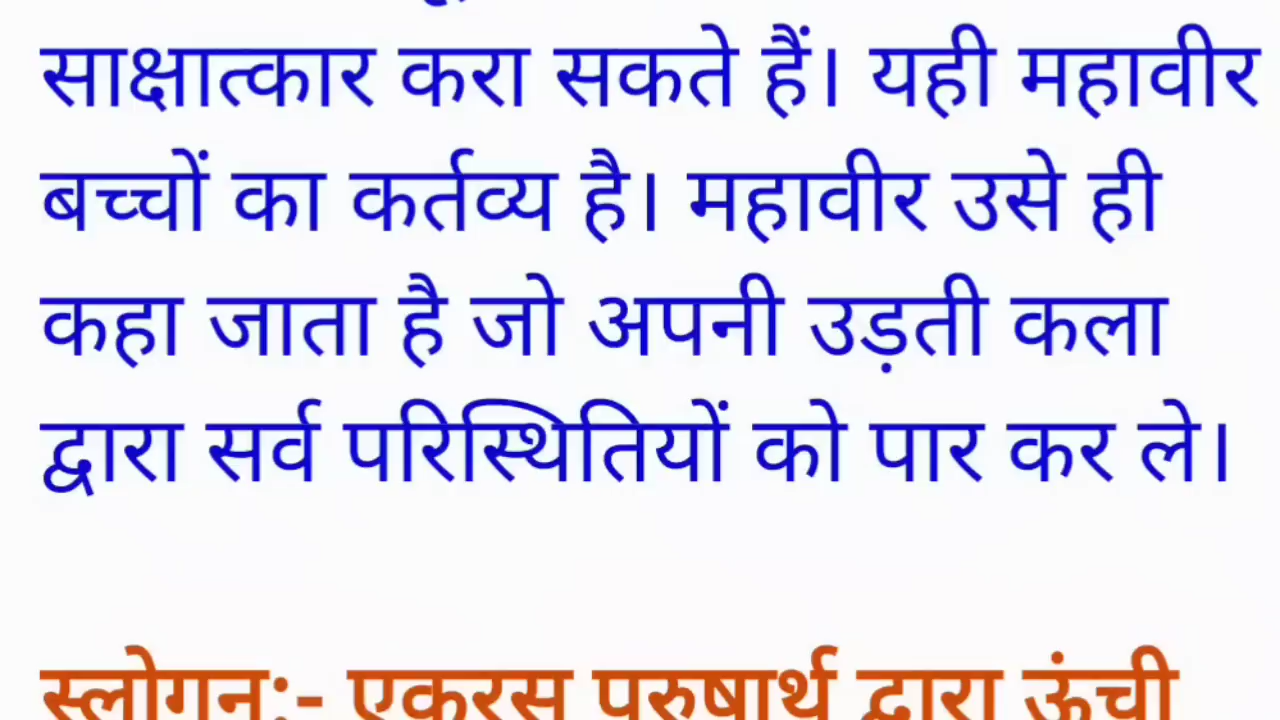 साक्षात्कार करा सकते हैं। यही महावीर
बच्चों का कर्तव्य है। महावीर उसे ही
कहा जाता है जो अपनी उड़ती कला
द्वारा सर्व परिस्थितियों को पार कर ले।
स्लोगन:- एकरस पुरुषार्थ द्वारा ऊंची